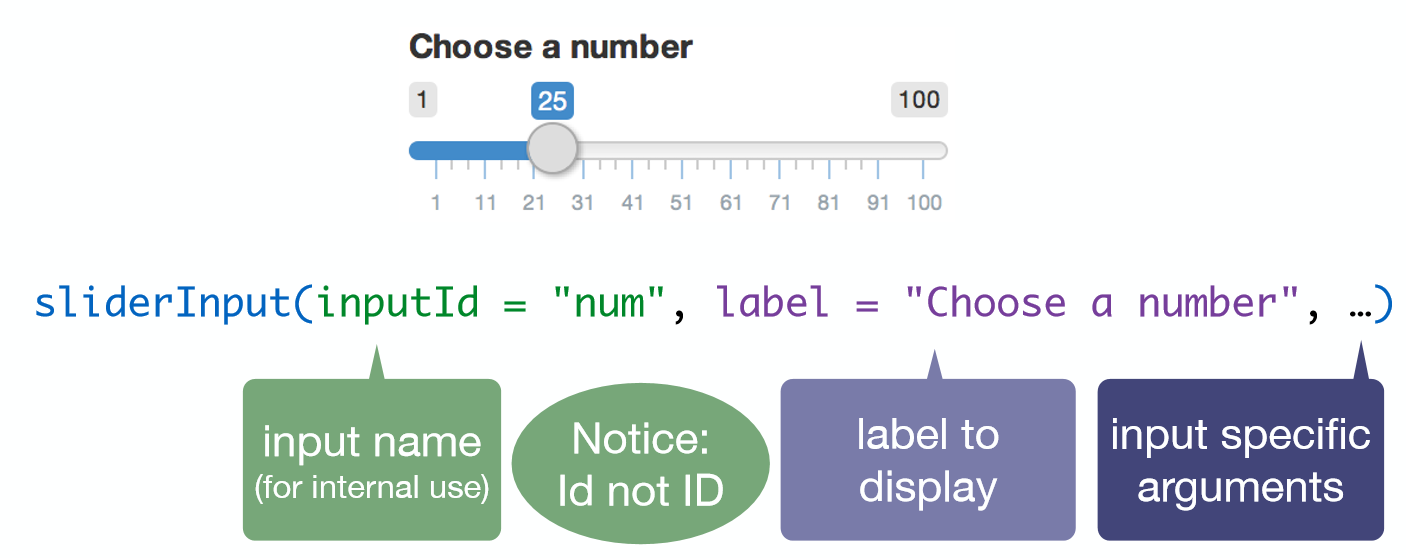 Choose a number
1 25 100
1 11 21 31 41 51 61 71 81 91 100
sliderInput(inputId = "num", label = "Choose a number", …)
input name
(for internal use)
Notice:
Id not ID
label to
display
input specific
arguments